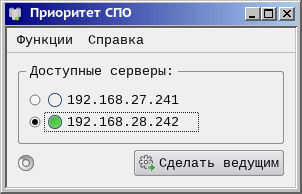 Приоритет СПО
Функции Справка
Доступные серверы:
192.168.27.241
192.168.28.242
Сделать ведущим